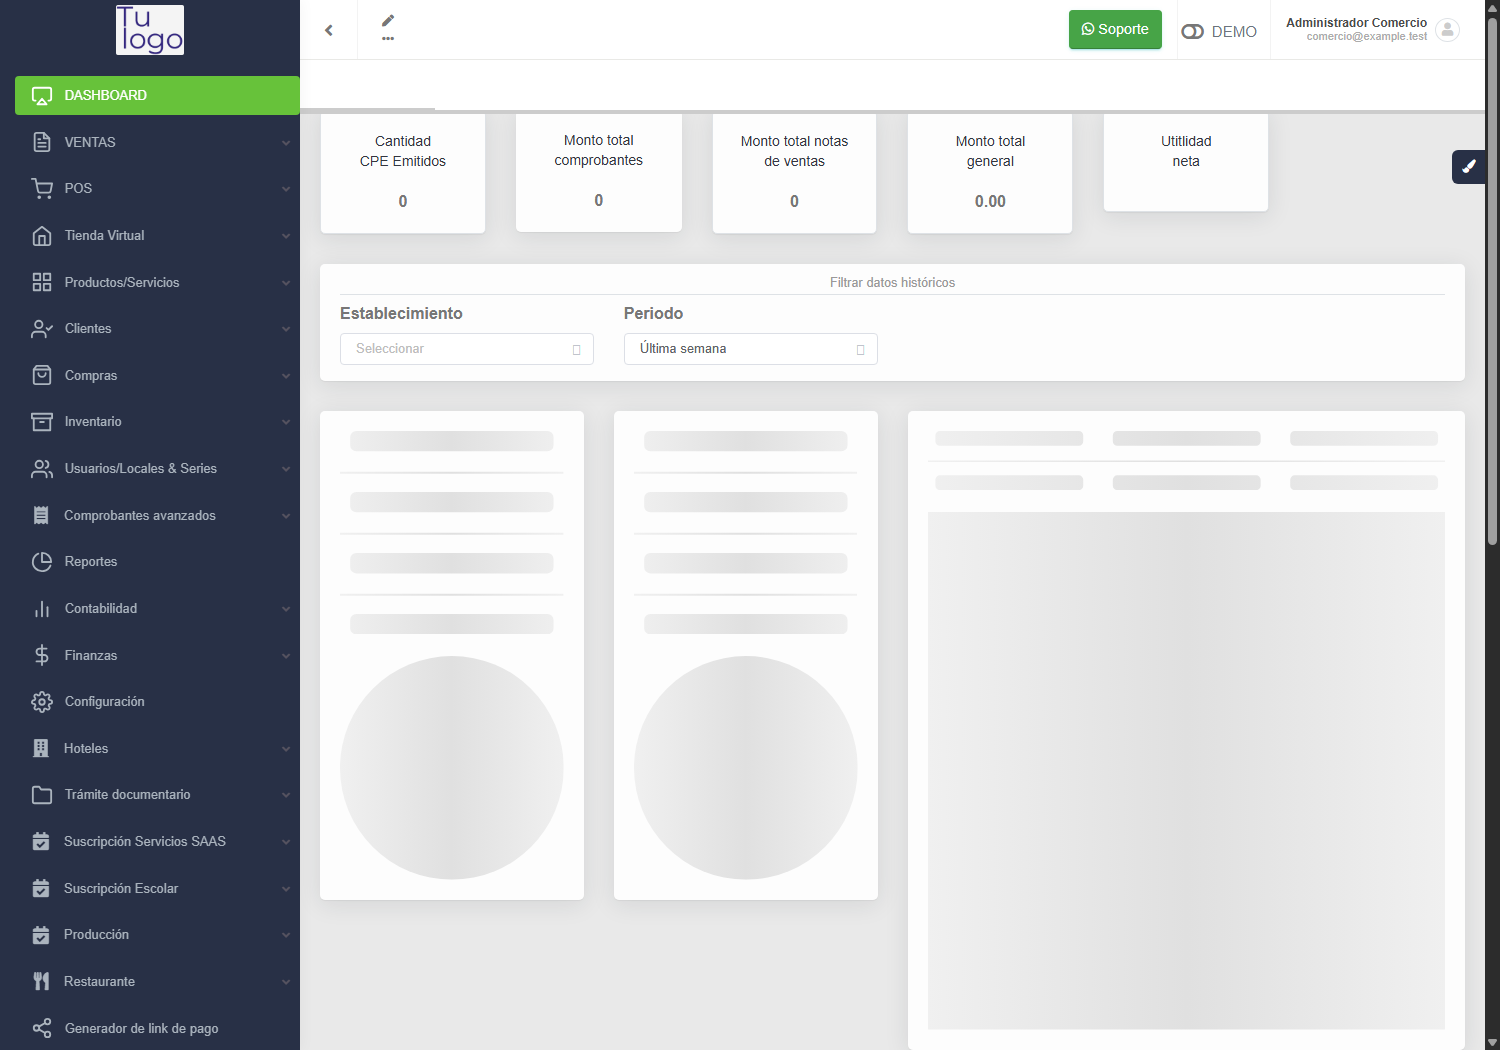 Tu
logo
DASHBOARD
VENTAS
POS
Tienda Virtual
Productos/Servicios
Clientes
Compras
Inventario
Usuarios/Locales & Series
Comprobantes avanzados
Reportes
Contabilidad
Finanzas
Configuración
Hoteles
Trámite documentario
Suscripción Servicios SAAS
Suscripción Escolar
Producción
Restaurante
Generador de link de pago
Soporte
DEMO
Administrador Comercio
comercio@example.test
Cantidad
CPE Emitidos
0
Monto total
comprobantes
0
Monto total notas
de ventas
0
Monto total
general
0.00
Utitlidad
neta
Filtrar datos históricos
Establecimiento
Seleccionar
Periodo
Última semana